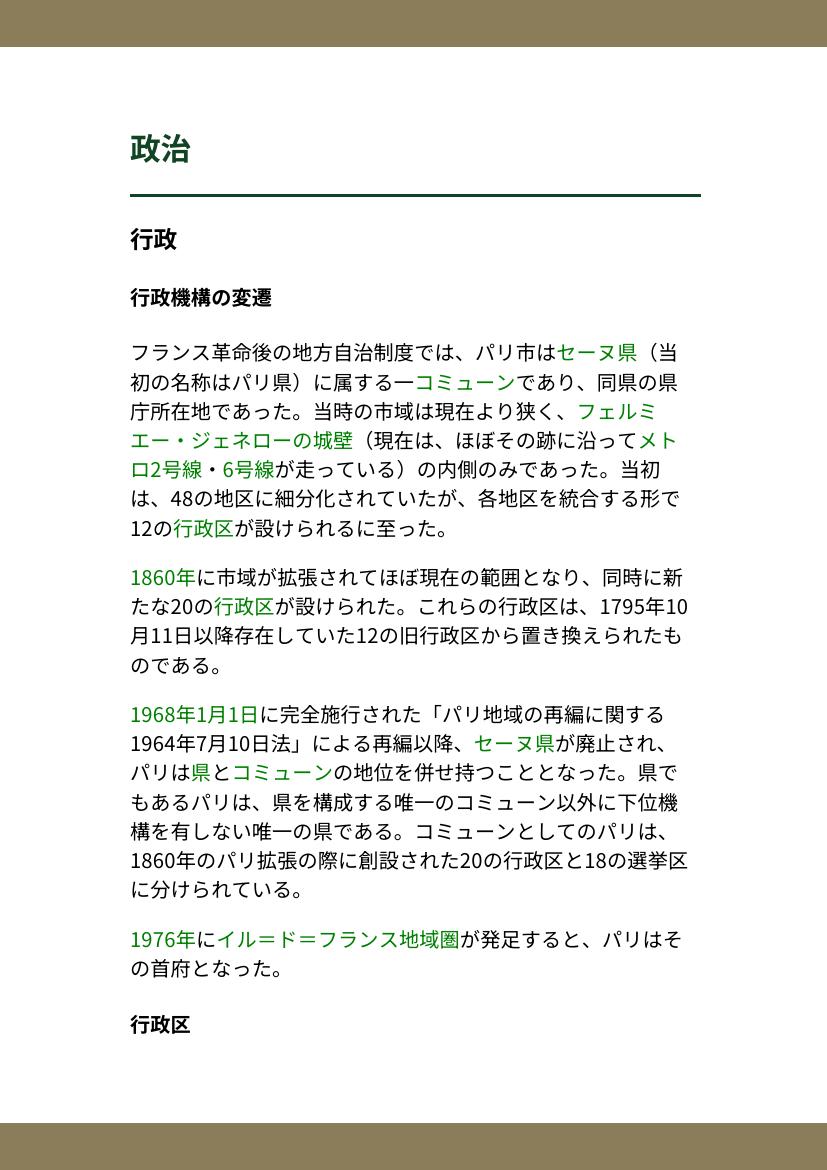 政治
行政
行政機構の変遷
フランス革命後の地方自治制度では、パリ市はセーヌ県（当
初の名称はパリ県）に属する一コミューンであり、同県の県
庁所在地であった。当時の市域は現在より狭く、フェルミ
エー・ジェネローの城壁（現在は、ほぼその跡に沿ってメト
ロ2号線・6号線が走っている）の内側のみであった。当初
は、48の地区に細分化されていたが、各地区を統合する形で
12の行政区が設けられるに至った。
1860年に市域が拡張されてほぼ現在の範囲となり、同時に新
たな20の行政区が設けられた。これらの行政区は、1795年10
月11日以降存在していた12の旧行政区から置き換えられたも
のである。
1968年1月1日に完全施行された「パリ地域の再編に関する
1964年7月10日法」による再編以降、セーヌ県が廃止され、
パリは県とコミューンの地位を併せ持つこととなった。県で
もあるパリは、県を構成する唯一のコミューン以外に下位機
構を有しない唯一の県である。コミューンとしてのパリは、
1860年のパリ拡張の際に創設された20の行政区と18の選挙区
に分けられている。
1976年にイル＝ド＝フランス地域圏が発足すると、パリはそ
の首府となった。
行政区